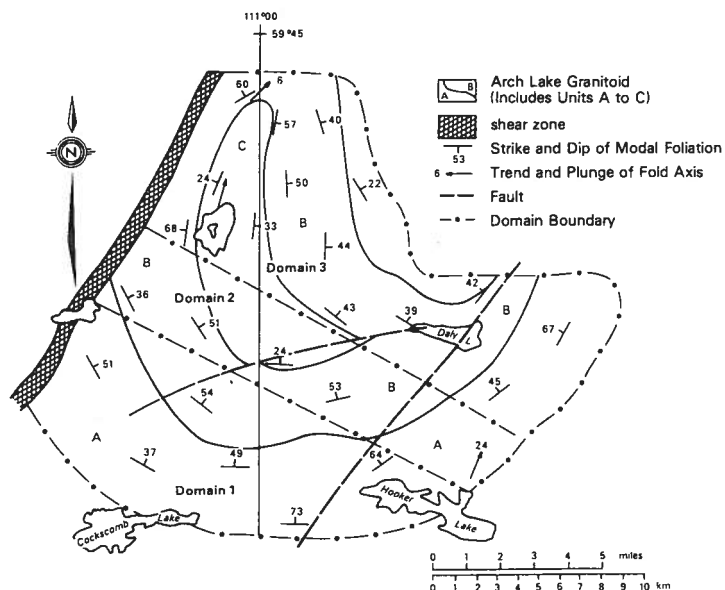 111°00
59°45
60
6
57
40
C
24
50
22
68
33
B
44
Domain 3
B
42
36
Domain 2
B
51
43
39
Daly L
67
51
24
53
B
45
54
A
A
24
37
49
64
Domain 1
73
Hooker
Lake
Cockscomb
Lake
A B Arch Lake Granitoid
(Includes Units A to C)
shear zone
53 Strike and Dip of Modal Foliation
6 Trend and Plunge of Fold Axis
Fault
Domain Boundary
N
0 1 2 3 4 5 miles
0 1 2 3 4 5 6 7 8 9 10 km